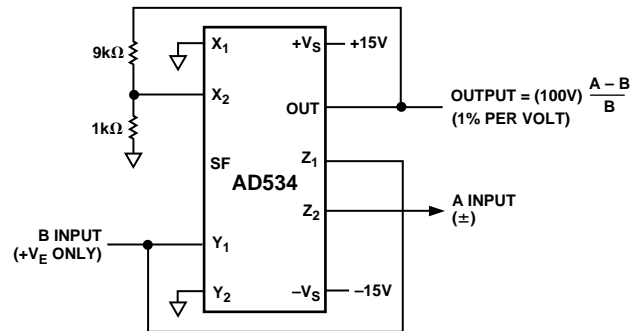 X1
+VS
+15V
9kΩ
X2
OUT
OUTPUT = (100V) A – B
B
(1% PER VOLT)
1kΩ
SF
Z1
AD534
Z2
A INPUT
(±)
B INPUT
(+VE ONLY)
Y1
Y2
–VS
–15V